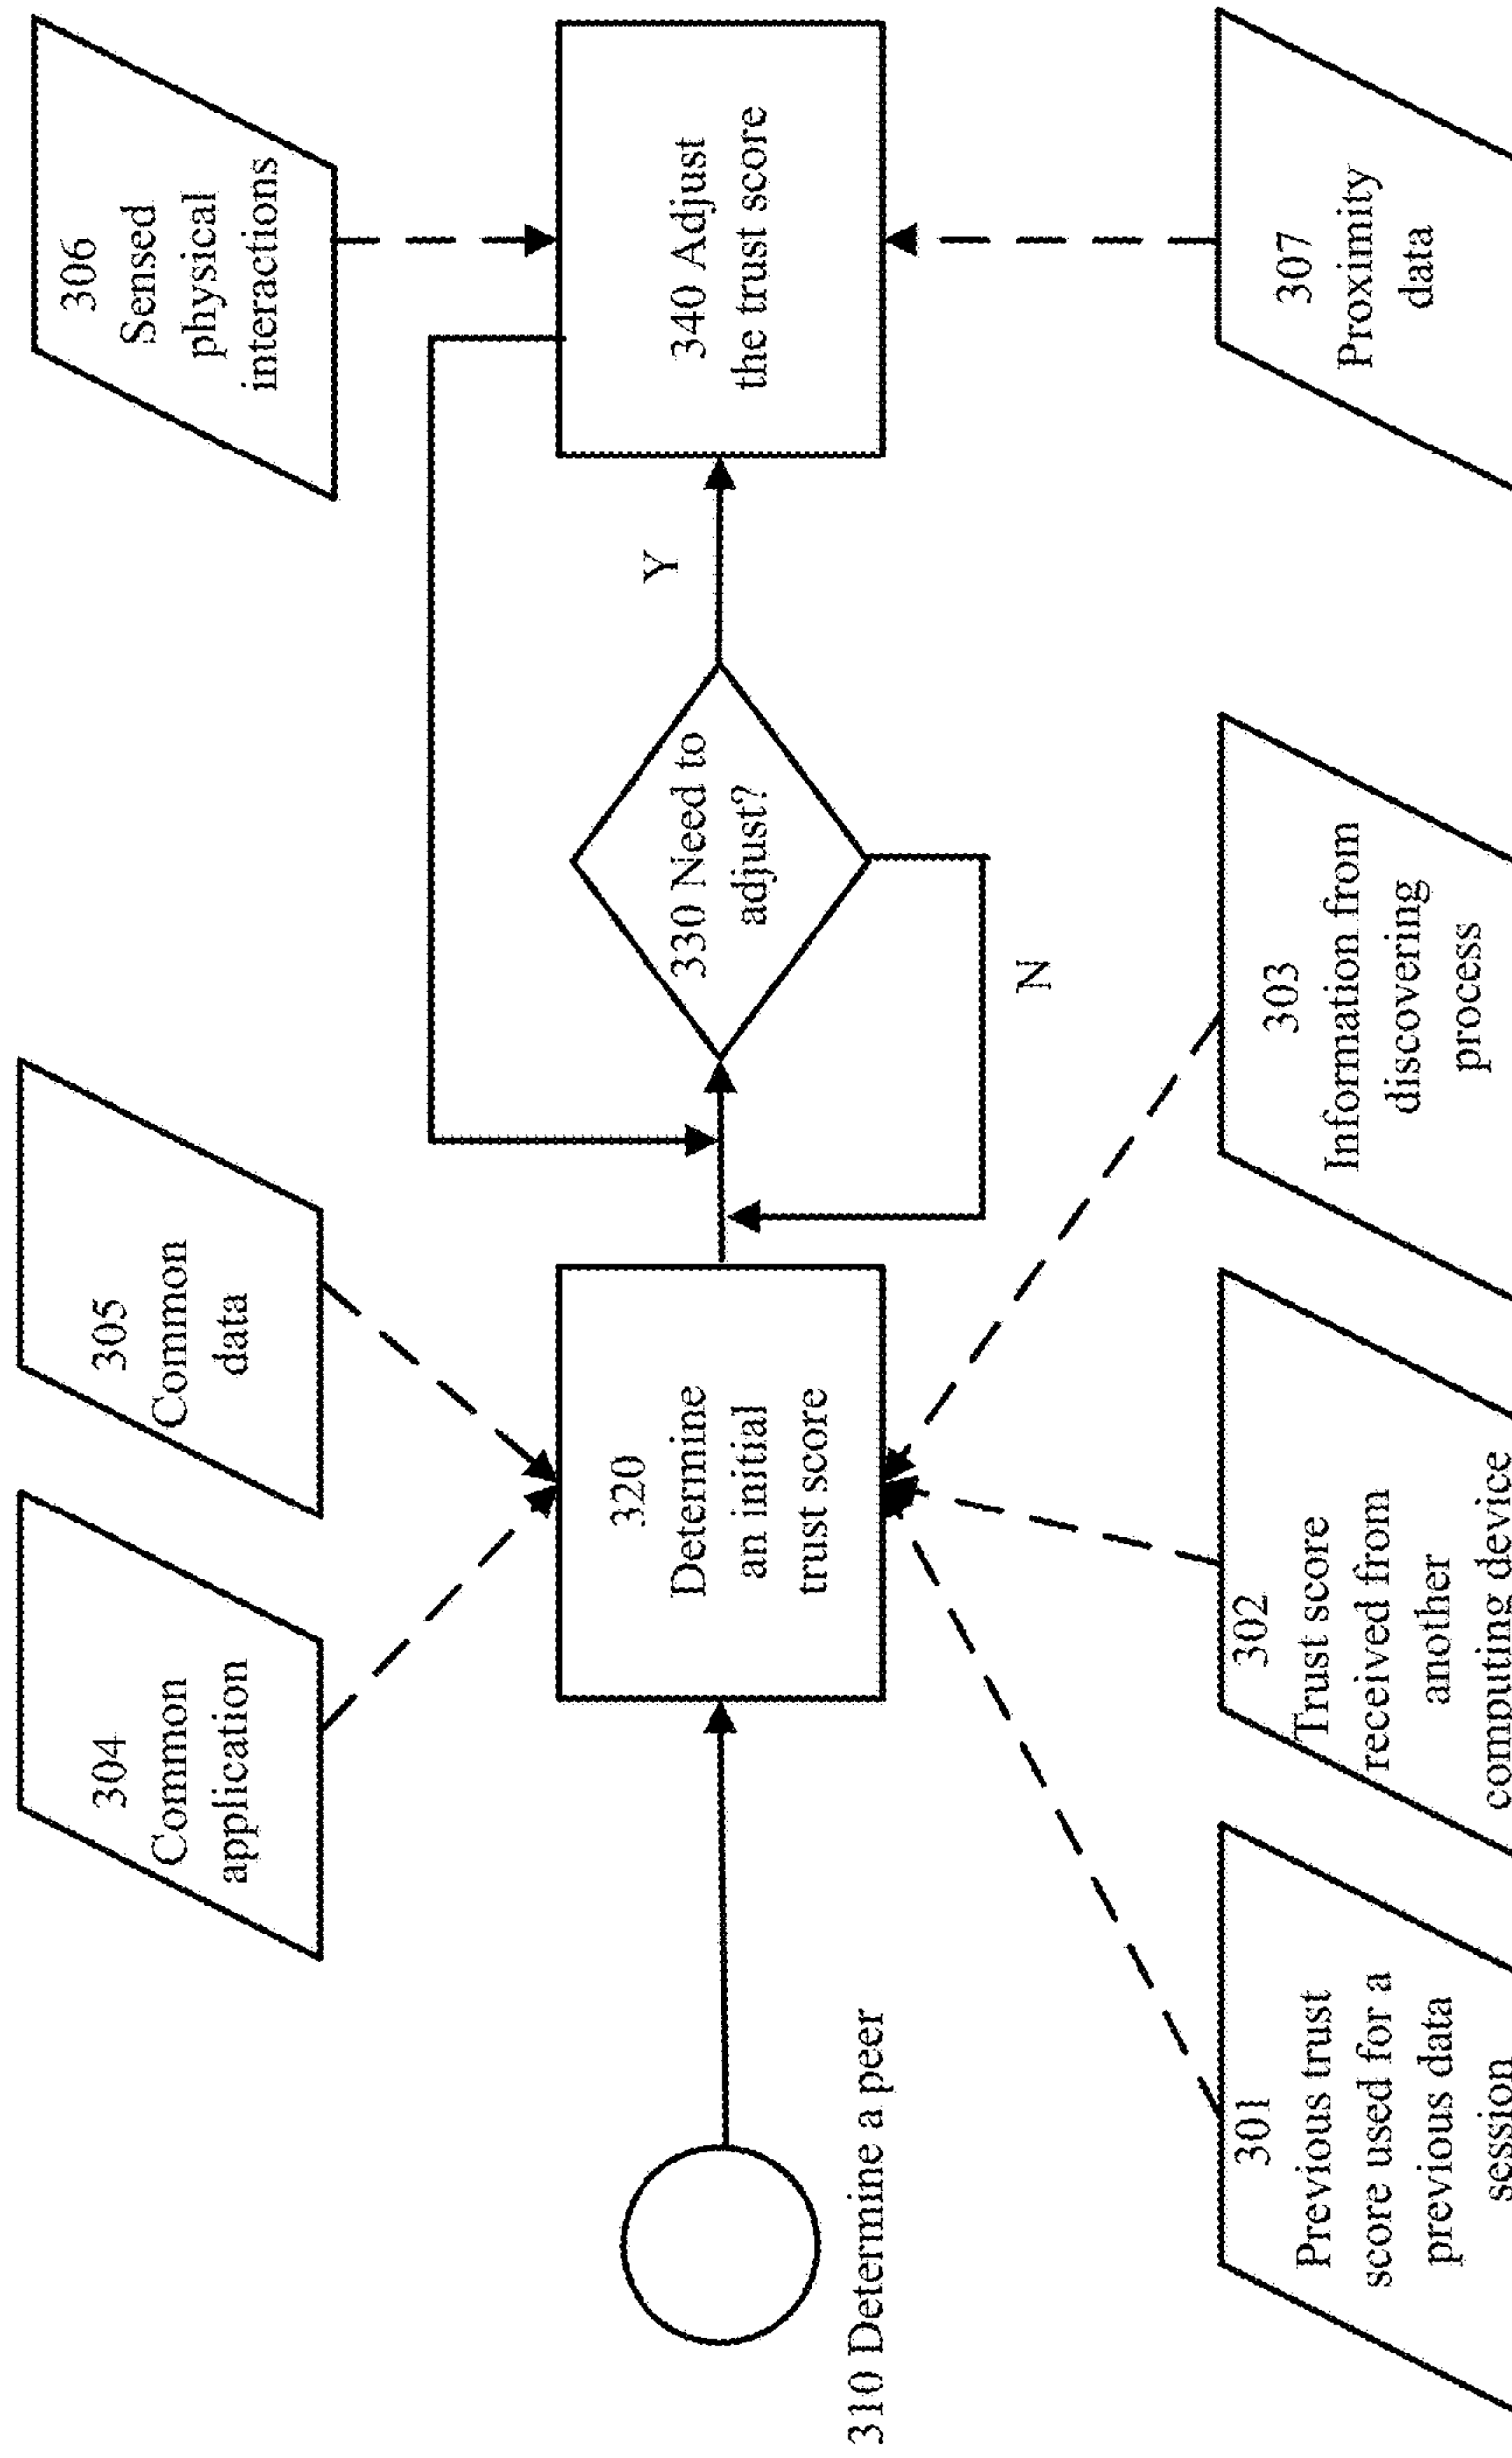 304
Common
application
305
Common
data
306
Sensed
physical
interactions
310 Determine a peer
320
Determine
an initial
trust score
330 Need to
adjust?
Y
N
340 Adjust
the trust score
301
Previous trust
score used for a
previous data
session
302
Trust score
received from
another
computing device
303
Information from
discovering
process
307
Proximity
data